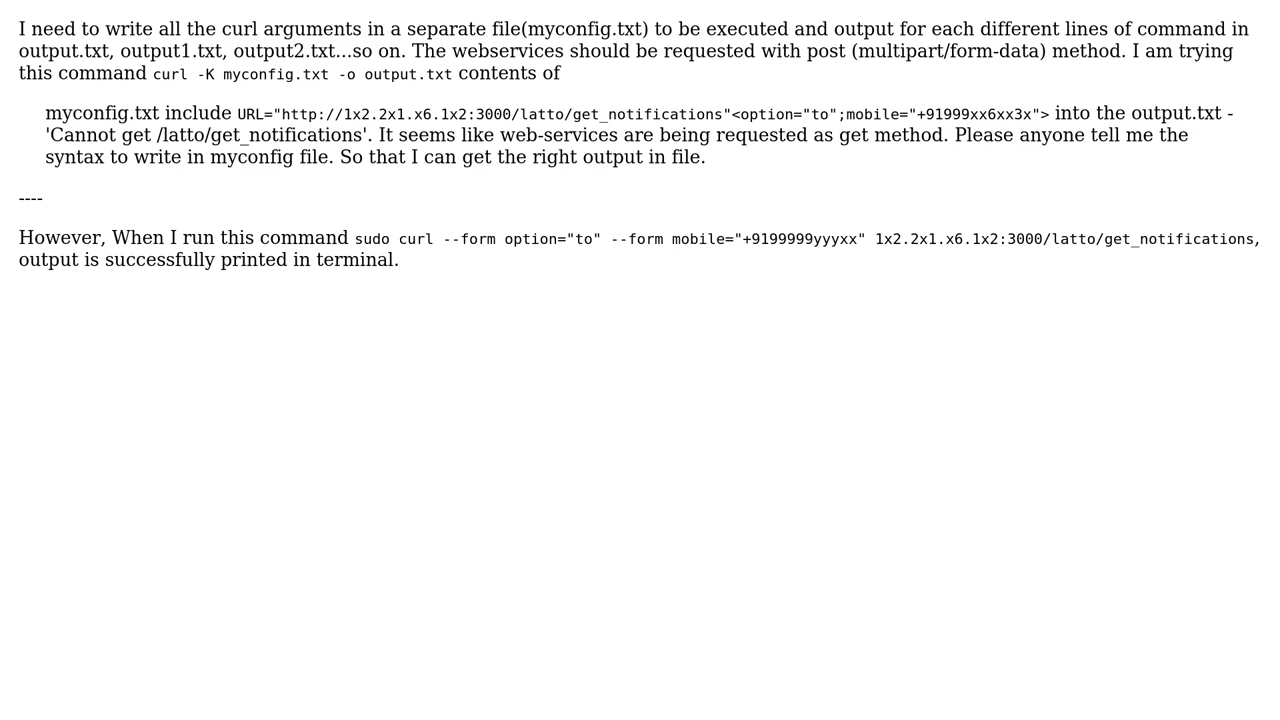 I need to write all the curl arguments in a separate file(myconfig.txt) to be executed and output for each different lines of command in
output.txt, output1.txt, output2.txt...so on. The webservices should be requested with post (multipart/form-data) method. I am trying
this command curl -K myconfig.txt -o output.txt contents of
myconfig.txt include URL="http://1x2.2x1.x6.1x2:3000/latto/get_notifications"<option="to";mobile="+91999xx6xx3x"> into the output.txt -
'Cannot get /latto/get_notifications'. It seems like web-services are being requested as get method. Please anyone tell me the
syntax to write in myconfig file. So that I can get the right output in file.
----
However, When I run this command sudo curl --form option="to" --form mobile="+9199999yyyxx" 1x2.2x1.x6.1x2:3000/latto/get_notifications,
output is successfully printed in terminal.